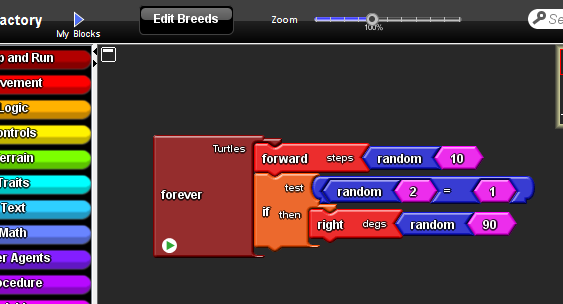 actory
My Blocks
Edit Breeds
Zoom
100%
Se
p and Run
vement
Logic
ontrols
errain
Traits
Text
Math
er Agents
ocedure
forever
Turtles
forward steps random 10
if test random 2 = 1
then right degs random 90